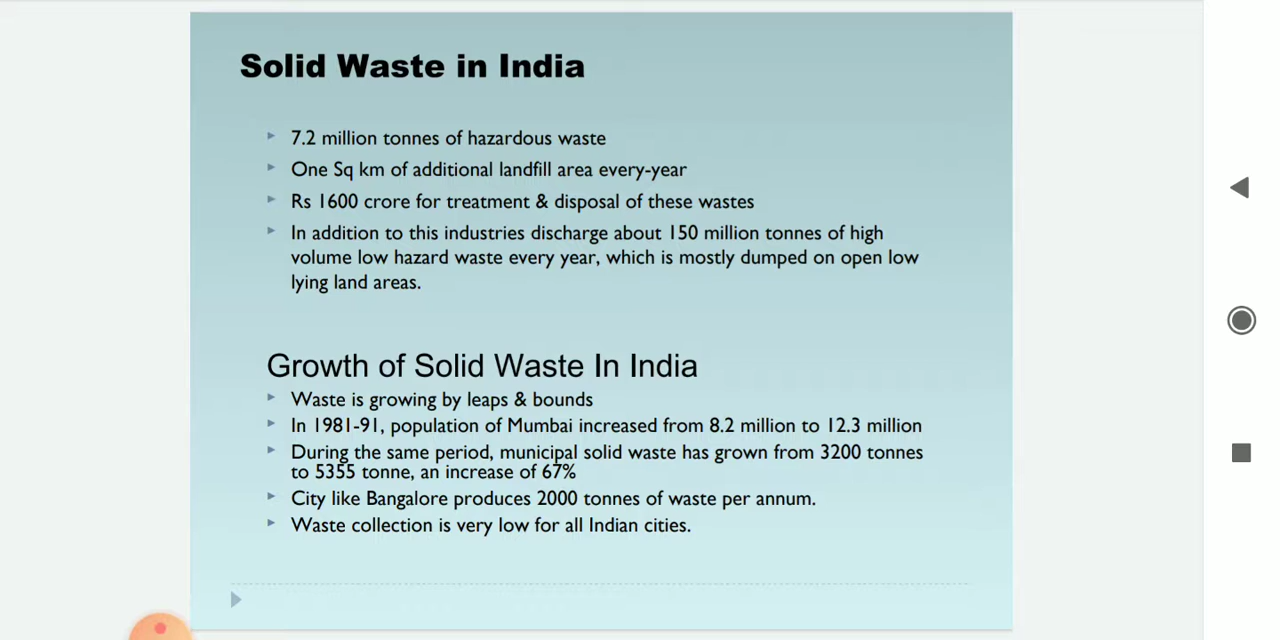 Solid Waste in India
7.2 million tonnes of hazardous waste
One Sq km of additional landfill area every-year
Rs 1600 crore for treatment & disposal of these wastes
In addition to this industries discharge about 150 million tonnes of high
volume low hazard waste every year, which is mostly dumped on open low
lying land areas.
Growth of Solid Waste In India
Waste is growing by leaps & bounds
In 1981-91, population of Mumbai increased from 8.2 million to 12.3 million
During the same period, municipal solid waste has grown from 3200 tonnes
to 5355 tonne, an increase of 67%
City like Bangalore produces 2000 tonnes of waste per annum.
Waste collection is very low for all Indian cities.